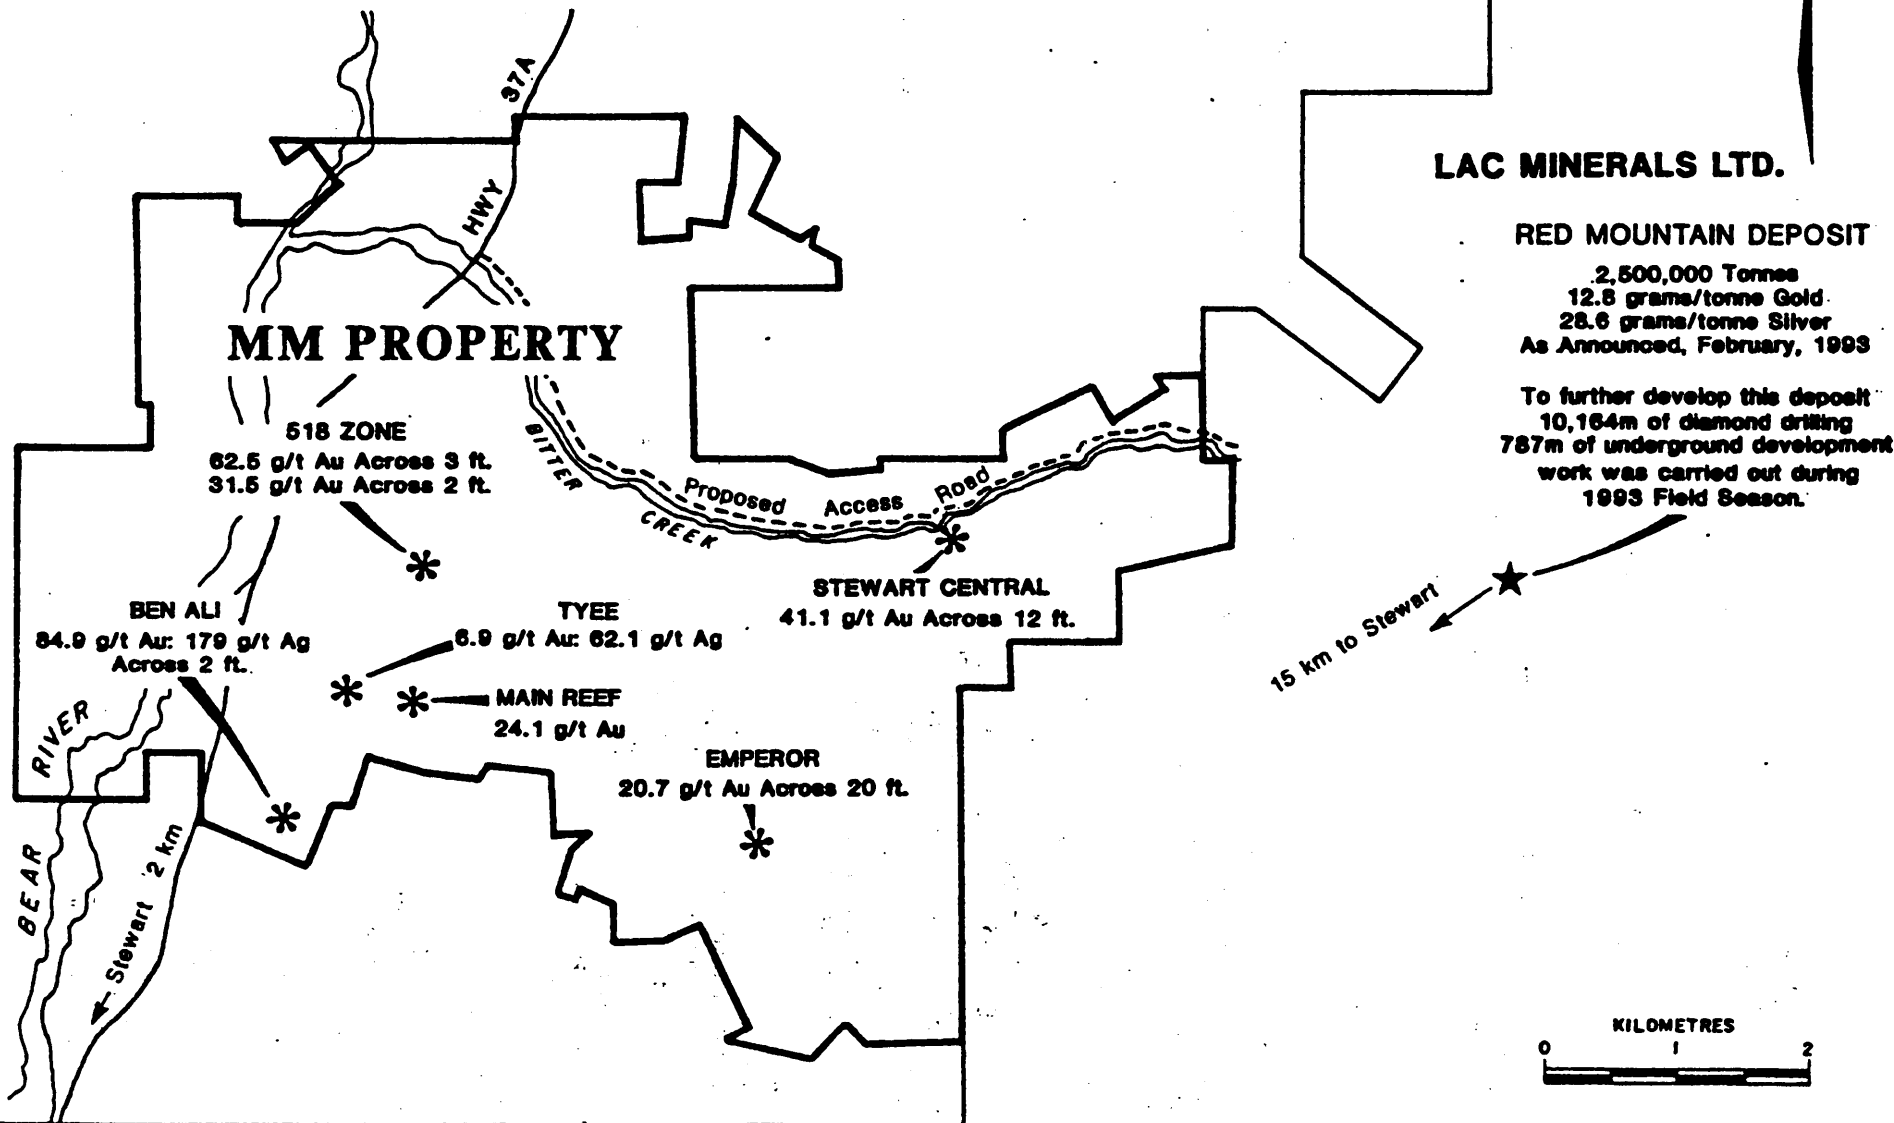 37A
HWY
LAC MINERALS LTD.
RED MOUNTAIN DEPOSIT
2,500,000 Tonnes
12.8 grams/tonne Gold
28.6 grams/tonne Silver
As Announced, February, 1993
To further develop this deposit
10,164m of diamond drilling
787m of underground development
work was carried out during
1993 Field Season.
MM PROPERTY
518 ZONE
62.5 g/t Au Across 3 ft.
31.5 g/t Au Across 2 ft.
BITTER
CREEK
Proposed Access Road
STEWART CENTRAL
41.1 g/t Au Across 12 ft.
15 km to Stewart
BEN ALI
84.9 g/t Au: 179 g/t Ag
Across 2 ft.
TYEE
6.9 g/t Au: 62.1 g/t Ag
MAIN REEF
24.1 g/t Au
EMPEROR
20.7 g/t Au Across 20 ft.
BEAR RIVER
Stewart 2 km
KILOMETRES
0 1 2